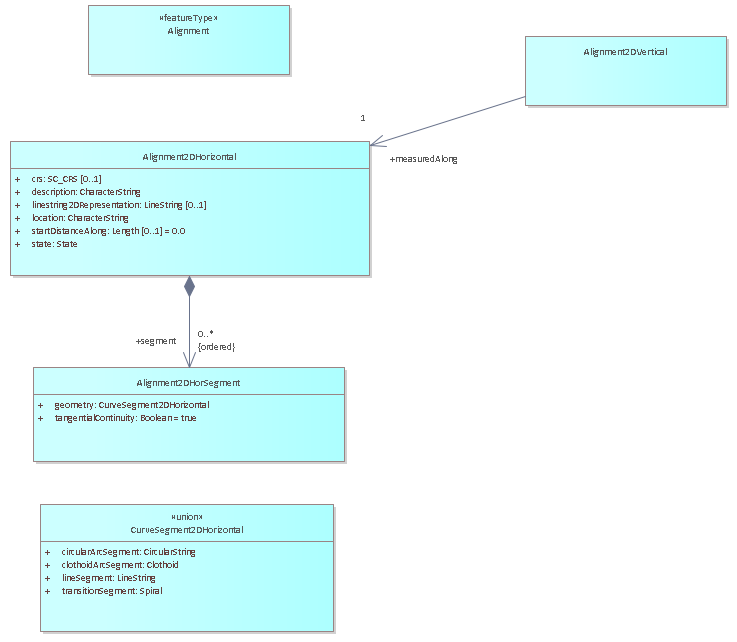 «featureType»
Alignment
Alignment2DVertical
1
+measuredAlong
Alignment2DHorizontal
+ crs: SC_CRS [0..1]
+ description: CharacterString
+ linestring2DRepresentation: LineString [0..1]
+ location: CharacterString
+ startDistanceAlong: Length [0..1] = 0.0
+ state: State
+segment
0..*
{ordered}
Alignment2DHorSegment
+ geometry: CurveSegment2DHorizontal
+ tangentialContinuity: Boolean = true
«union»
CurveSegment2DHorizontal
+ circularArcSegment: CircularString
+ clothoidArcSegment: Clothoid
+ lineSegment: LineString
+ transitionSegment: Spiral